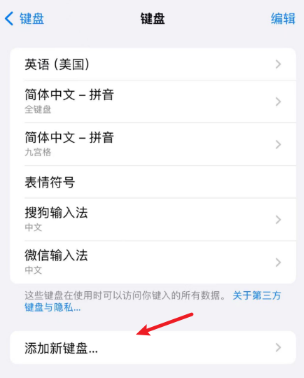 键盘
键盘
编辑
英语 (美国)
简体中文 – 拼音
全键盘
简体中文 – 拼音
九宫格
表情符号
搜狗输入法
中文
微信输入法
中文
这些键盘在使用时可以访问你键入的所有数据。 关于第三方
键盘与隐私...
添加新键盘...